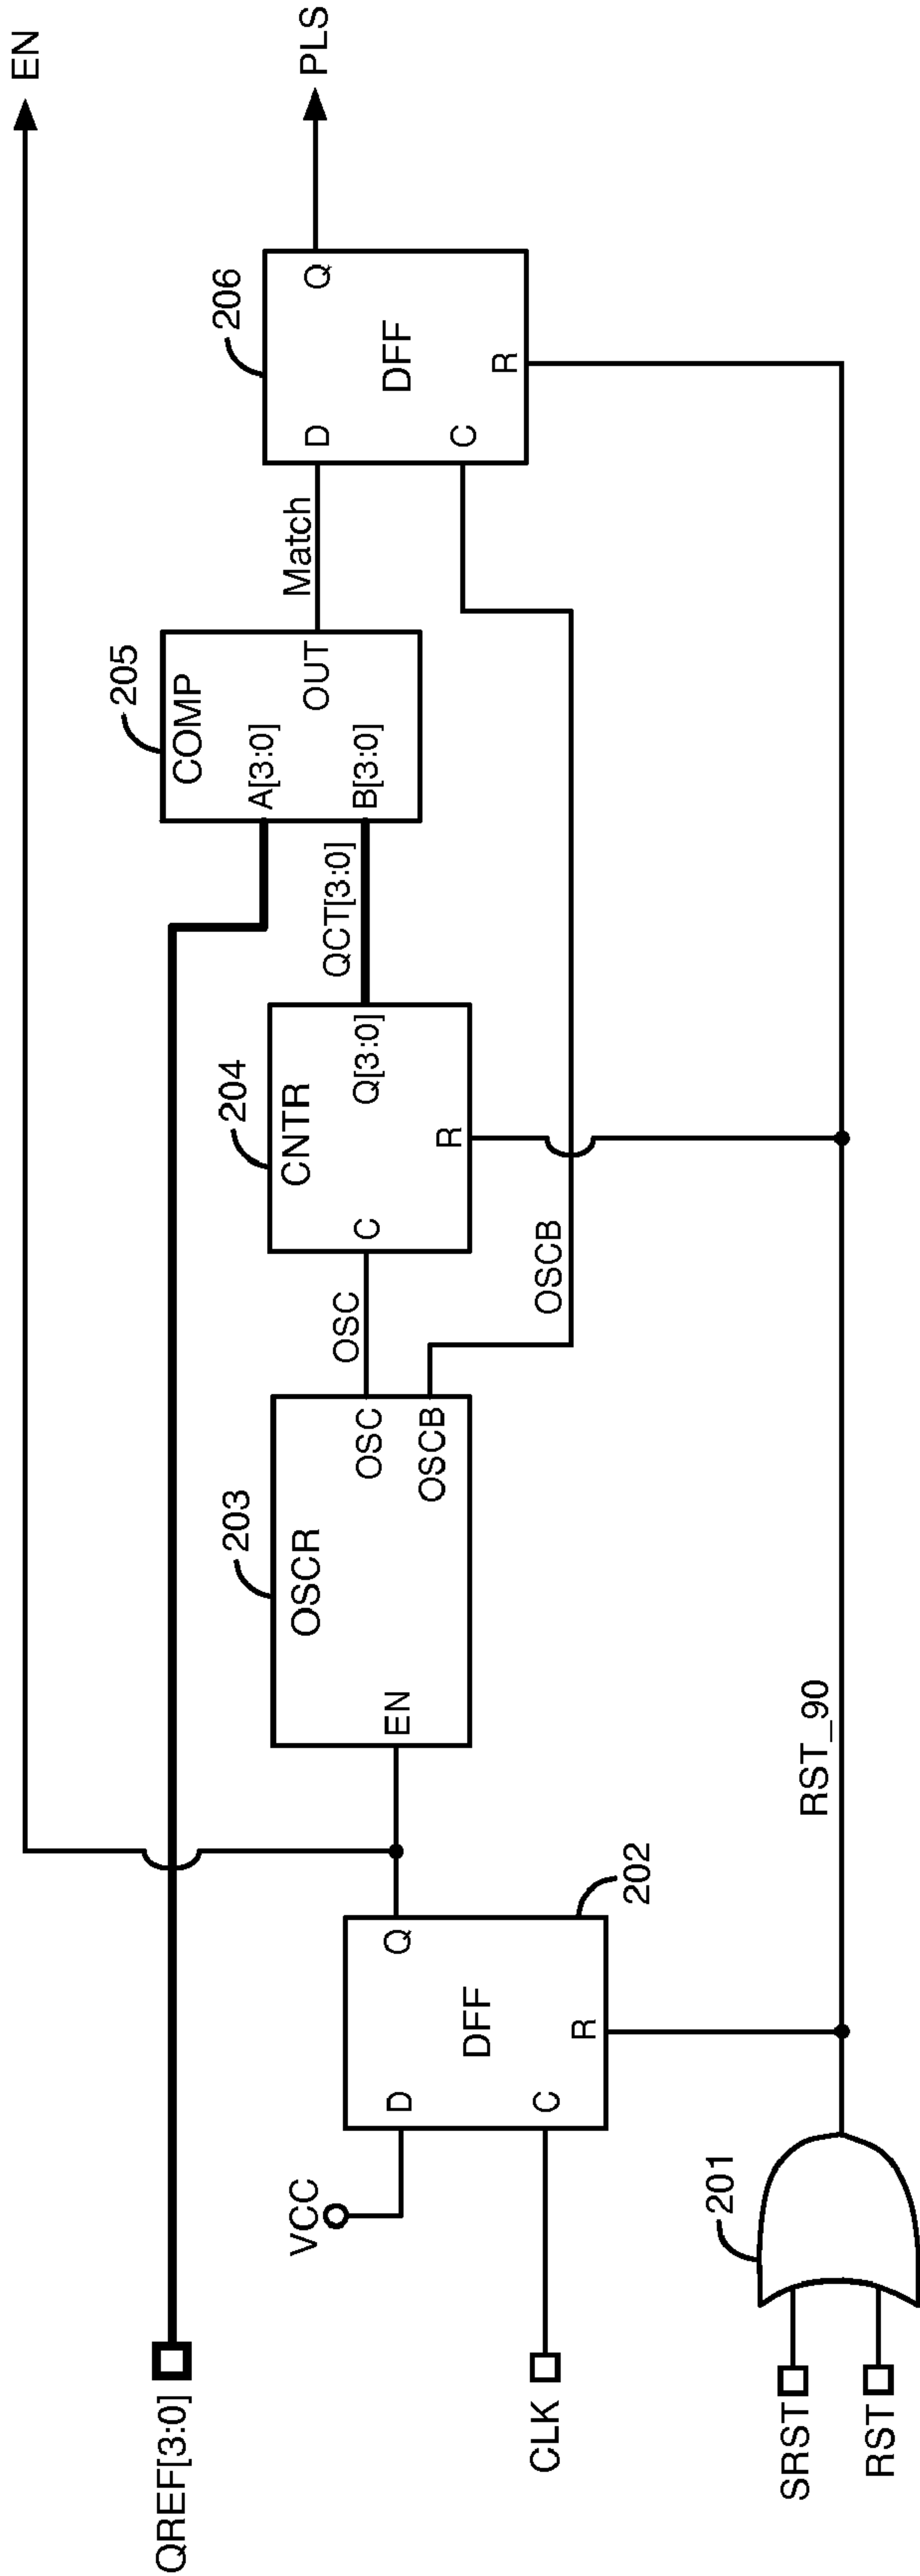 EN
PLS
206
Q
DFF
D
C
R
Match
205
COMP
A[3:0]
OUT
B[3:0]
QCT[3:0]
204
CNTR
Q[3:0]
C
R
OSC
OSCB
203
OSCR
OSC
OSCB
EN
RST_90
202
Q
DFF
D
C
R
VCC
201
QREF[3:0]
CLK
SRST
RST